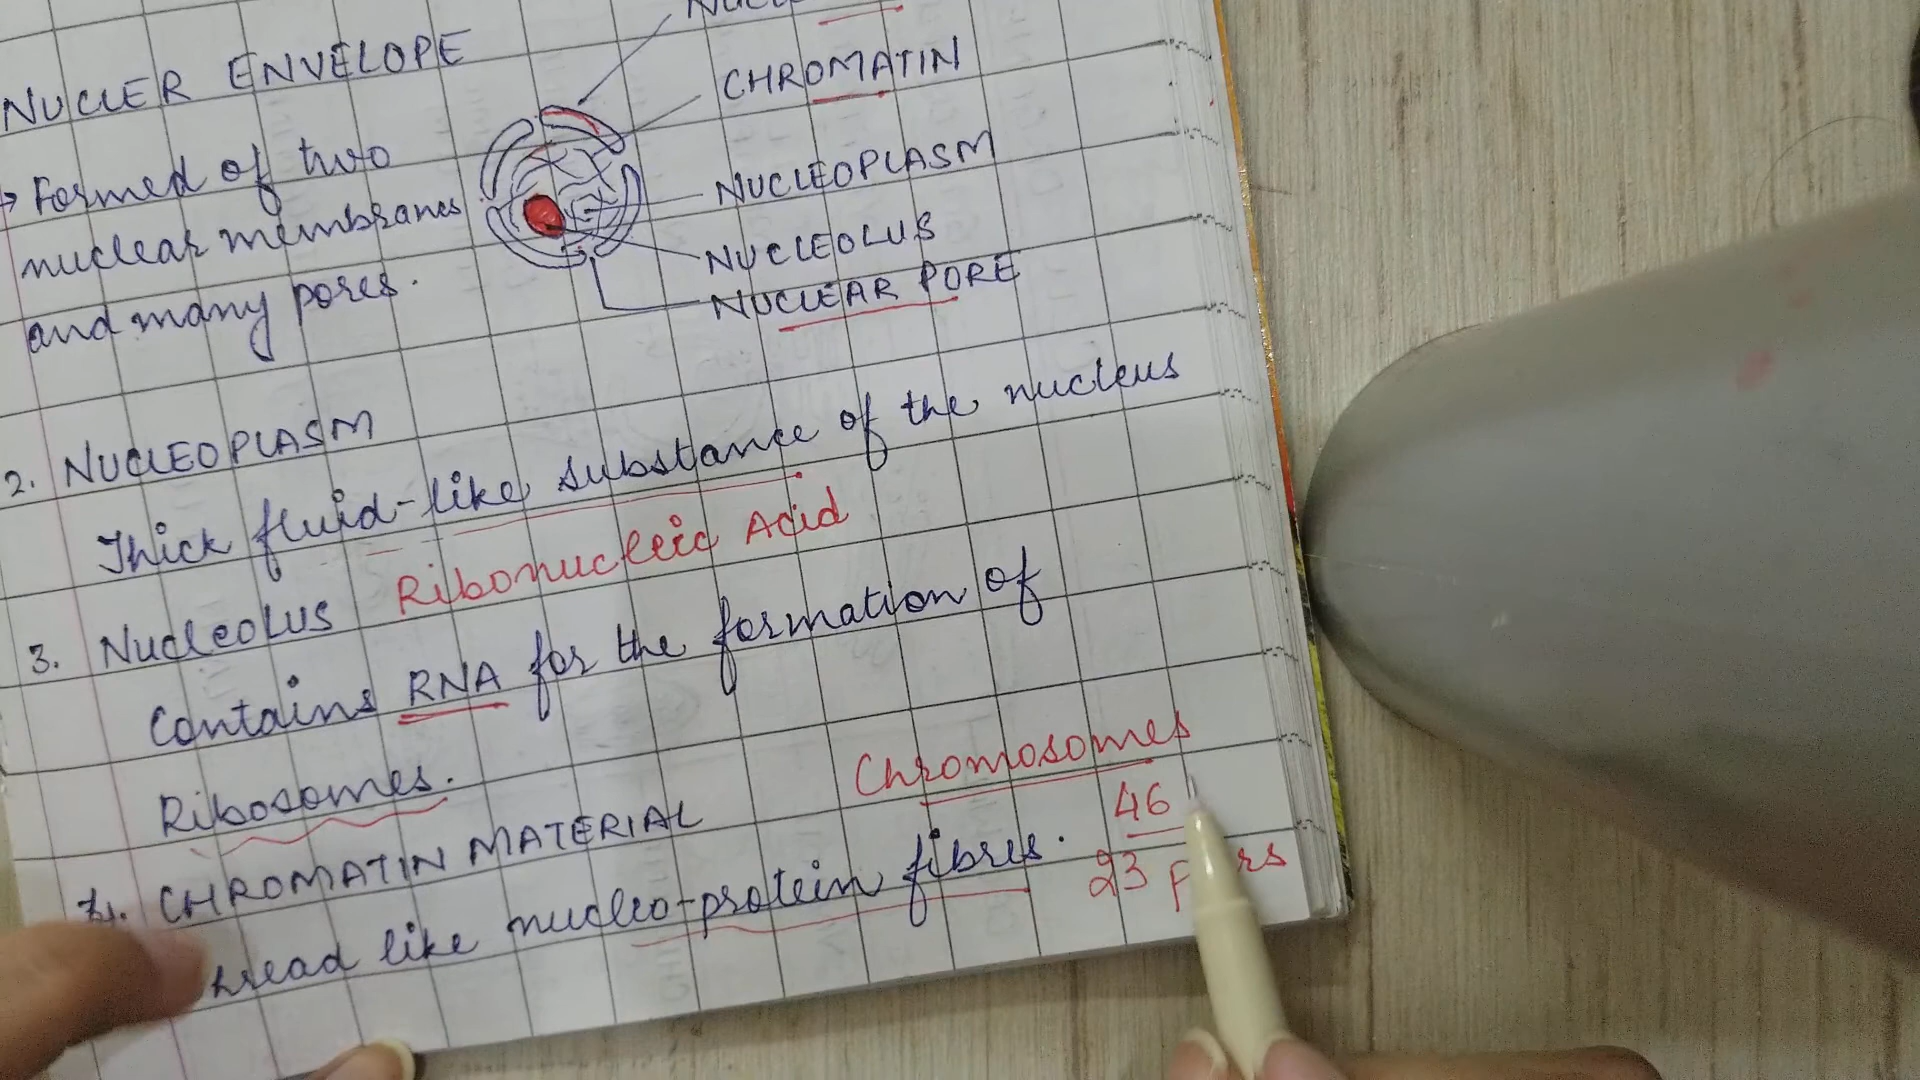 NUCLER ENVELOPE
→ Formed of two
nuclear membranes
and many pores.
CHROMATIN
NUCLEOPLASM
NUCLEOLUS
NUCLEAR PORE
2. NUCLEOPLASM
Thick fluid-like substance of the nucleus
3. NUCLEOLUS Ribonucleic Acid
Contains RNA for the formation of
Ribosomes.
Chromosomes
46
23
4. CHROMATIN MATERIAL
like nucleo-protein fibres.